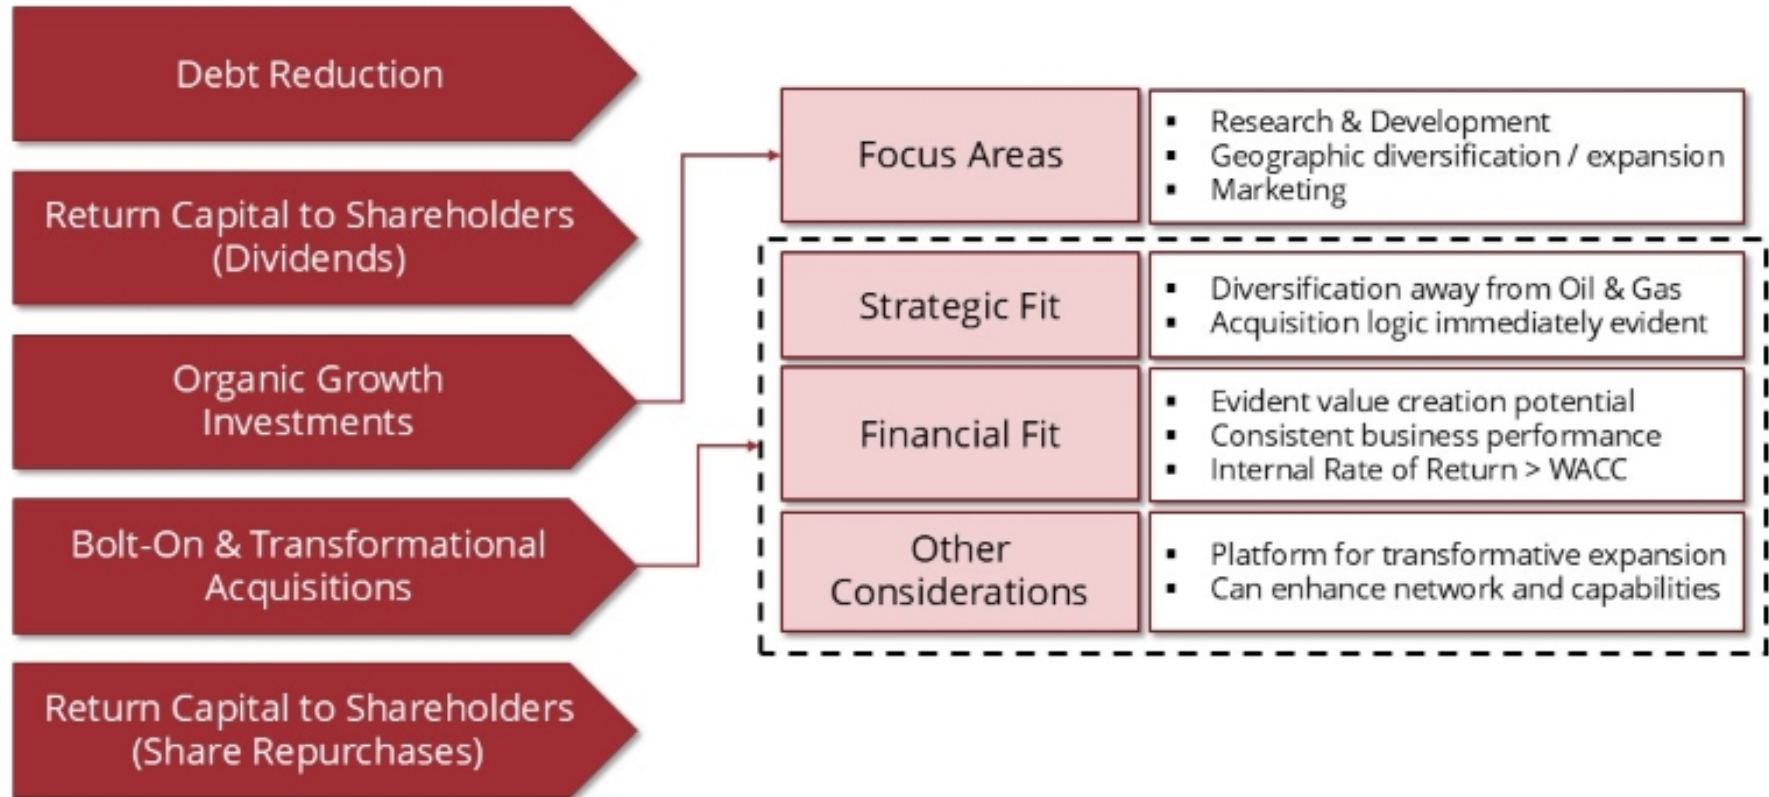 Debt Reduction
Return Capital to Shareholders
(Dividends)
Organic Growth
Investments
Bolt-On & Transformational
Acquisitions
Return Capital to Shareholders
(Share Repurchases)
Focus Areas
▪ Research & Development
▪ Geographic diversification / expansion
▪ Marketing
Strategic Fit
▪ Diversification away from Oil & Gas
▪ Acquisition logic immediately evident
Financial Fit
▪ Evident value creation potential
▪ Consistent business performance
▪ Internal Rate of Return > WACC
Other
Considerations
▪ Platform for transformative expansion
▪ Can enhance network and capabilities